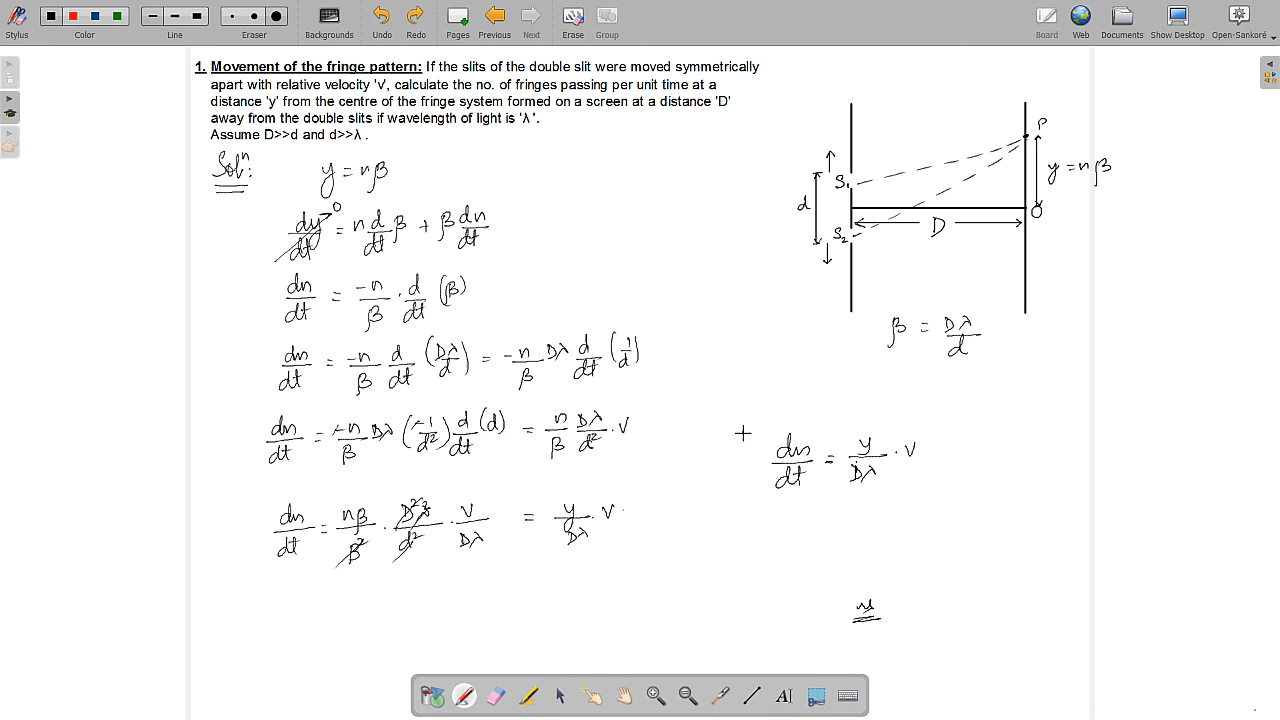 Stylus Color Line Eraser Backgrounds Undo Redo Pages Previous Next Erase Group Board Web Documents Show Desktop Open-Sankoré
1. Movement of the fringe pattern: If the slits of the double slit were moved symmetrically
apart with relative velocity 'V', calculate the no. of fringes passing per unit time at a
distance 'y' from the centre of the fringe system formed on a screen at a distance 'D'
away from the double slits if wavelength of light is 'λ'.
Assume D>>d and d>>λ .
Solⁿ: y = nβ
dy/dt → 0 = n d/dt β + β dn/dt
dn/dt = -n/β · d/dt (β)
dn/dt = -n/β d/dt (Dλ/d) = -n/β Dλ d/dt (1/d)
dn/dt = -n/β Dλ (-1/d²) d/dt (d) = n/β Dλ/d² · V
dn/dt = nβ/β² · D²λ²/d² · V/Dλ = y/Dλ · V
P
S₁
y = nβ
d
O
S₂
D
β = Dλ/d
+
dn/dt = y/Dλ · V